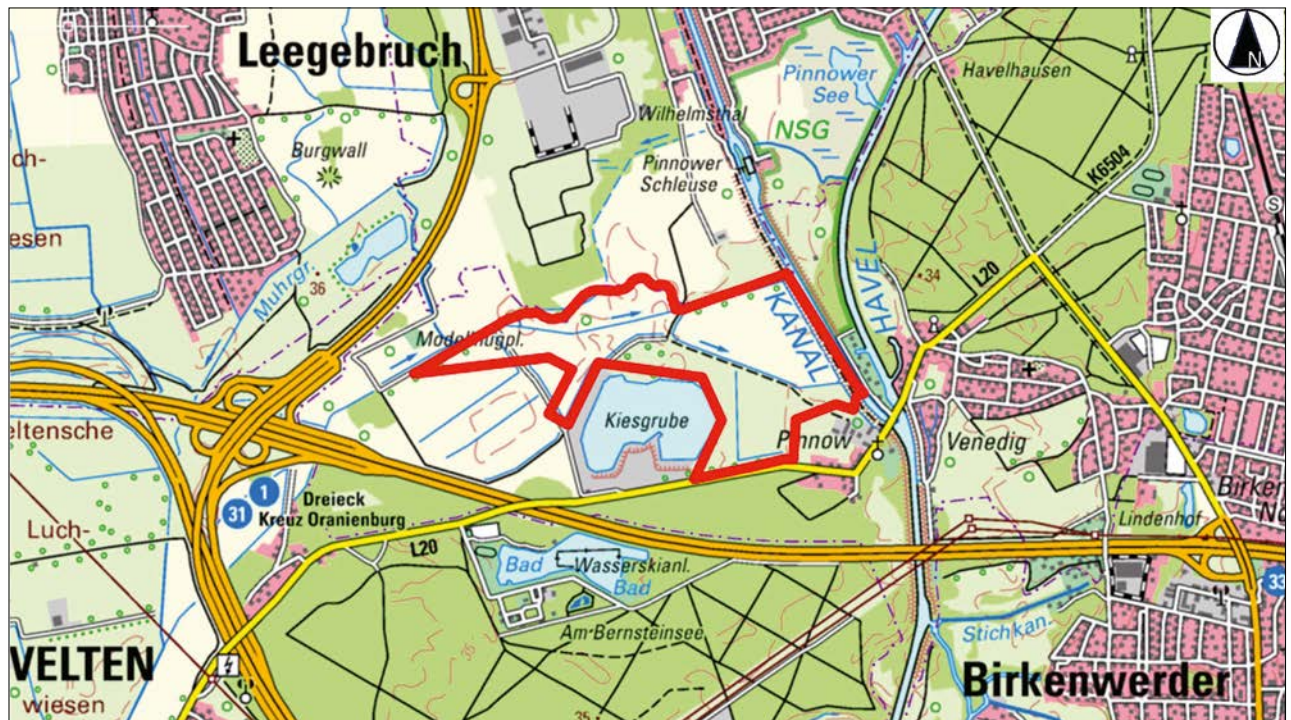 Leegebruch
Burgwall
Muhrgr.
36
Modellflugpl.
Wilhelmsthal
Pinnower
Schleuse
Pinnower
See
NSG
Havelhausen
N
K6504
L20
34
HAVEL
KANAL
Kiesgrube
Pinnow
Venedig
S
esen
eltensche
Luch-
1
31
Dreieck
Kreuz Oranienburg
L20
Bad
Wasserskianl.
Bad
Am Bernsteinsee
35
Lindenhof
33
Stichkan.
Birkenwerder
VELTEN
wiesen